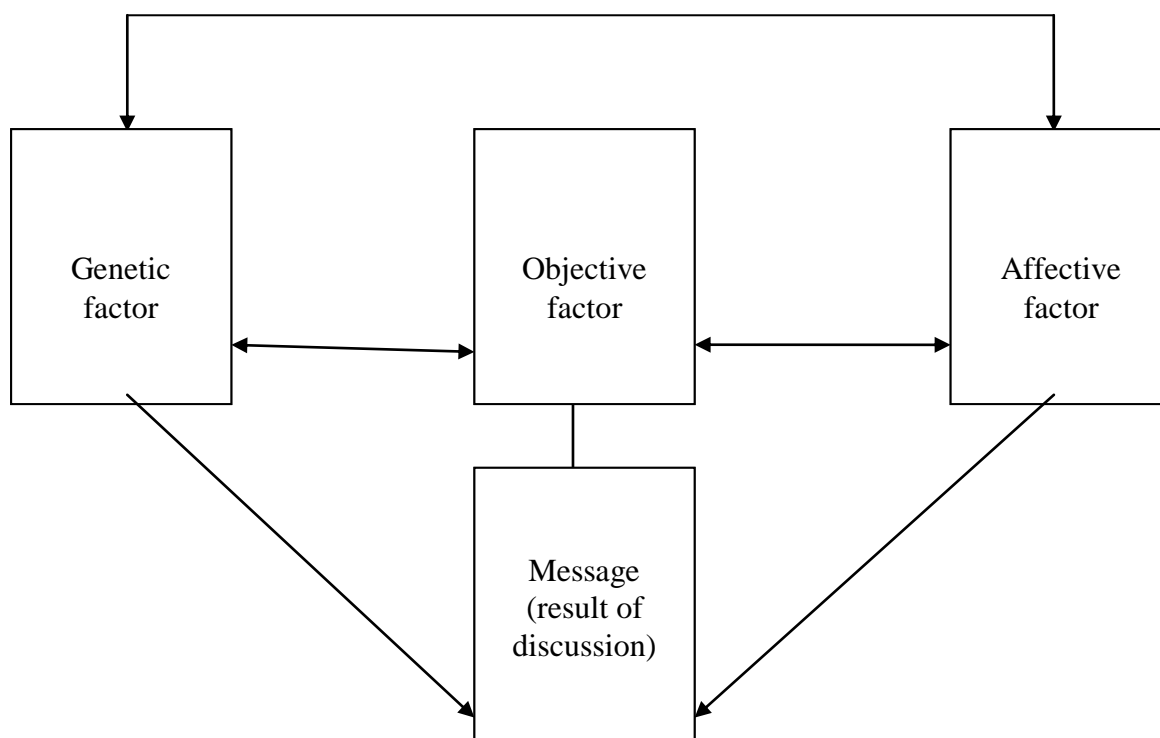 Genetic
factor
Objective
factor
Affective
factor
Message
(result of
discussion)